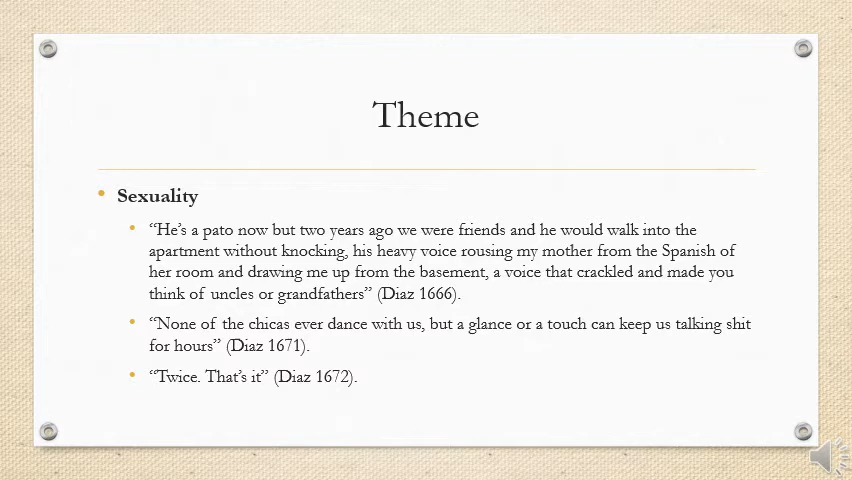 Theme
• Sexuality
• “He’s a pato now but two years ago we were friends and he would walk into the
apartment without knocking, his heavy voice rousing my mother from the Spanish of
her room and drawing me up from the basement, a voice that crackled and made you
think of uncles or grandfathers” (Diaz 1666).
• “None of the chicas ever dance with us, but a glance or a touch can keep us talking shit
for hours” (Diaz 1671).
• “Twice. That’s it” (Diaz 1672).